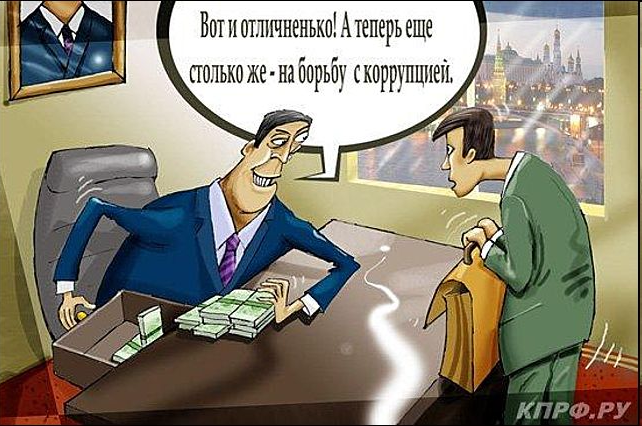 Вот и отличненько! А теперь еще
столько же - на борьбу с коррупцией.
КПРФ.РУ